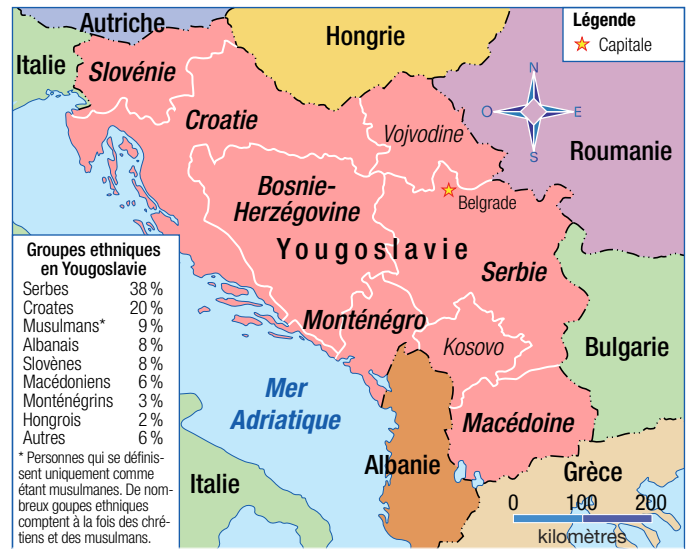 Autriche
Hongrie
Légende
Capitale
Italie
Slovénie
Croatie
Vojvodine
N
O
E
S
Roumanie
Bosnie-
Herzégovine
Belgrade
Yougoslavie
Serbie
Groupes ethniques
en Yougoslavie
Serbes 38 %
Croates 20 %
Musulmans* 9 %
Albanais 8 %
Slovènes 8 %
Macédoniens 6 %
Monténégrins 3 %
Hongrois 2 %
Autres 6 %
* Personnes qui se définis-
sent uniquement comme
étant musulmanes. De nom-
breux goupes ethniques
comptent à la fois des chré-
tiens et des musulmans.
Monténégro
Kosovo
Bulgarie
Mer
Adriatique
Macédoine
Italie
Albanie
Grèce
0 100 200
kilomètres